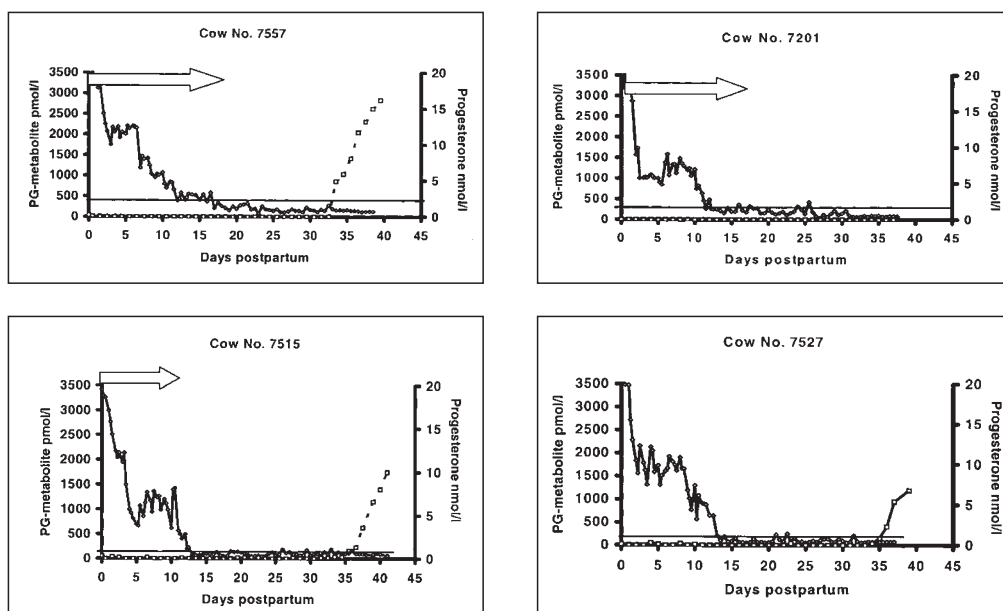 Cow No. 7557
PG-metabolite pmol/l
3500
3000
2500
2000
1500
1000
500
0
20
15
10
5
0
Progesterone nmol/l
0 5 10 15 20 25 30 35 40 45
Days postpartum
Cow No. 7201
PG-metabolite pmol/l
3500
3000
2500
2000
1500
1000
500
0
20
15
10
5
0
Progesterone nmol/l
0 5 10 15 20 25 30 35 40 45
Days postpartum
Cow No. 7515
PG-metabolite pmol/l
3500
3000
2500
2000
1500
1000
500
0
20
15
10
5
0
Progesterone nmol/l
0 5 10 15 20 25 30 35 40 45
Days postpartum
Cow No. 7527
PG-metabolite pmol/l
3500
3000
2500
2000
1500
1000
500
0
20
15
10
5
0
Progesterone nmol/l
0 5 10 15 20 25 30 35 40 45
Days postpartum